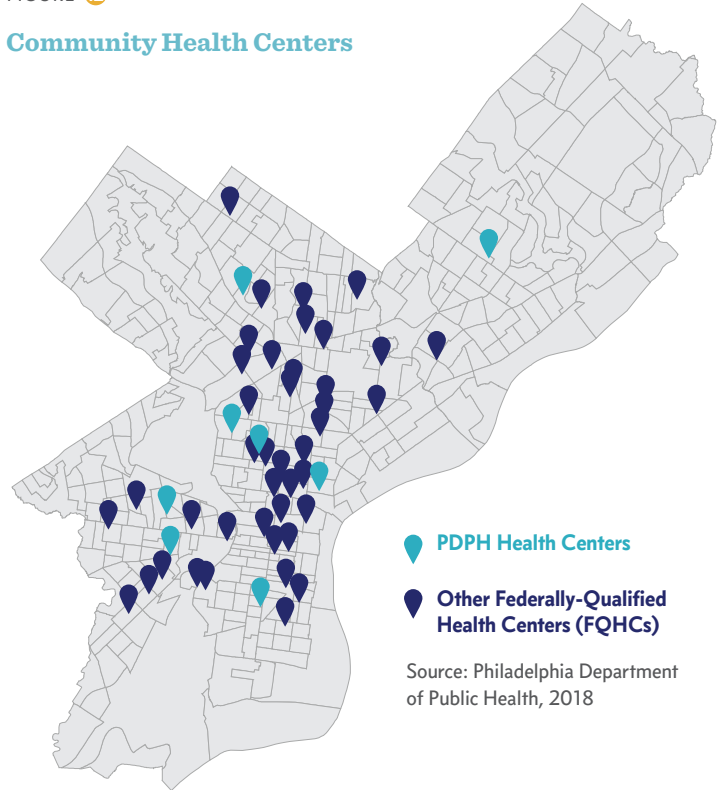 Community Health Centers
PDPH Health Centers
Other Federally-Qualified
Health Centers (FQHCs)
Source: Philadelphia Department
of Public Health, 2018